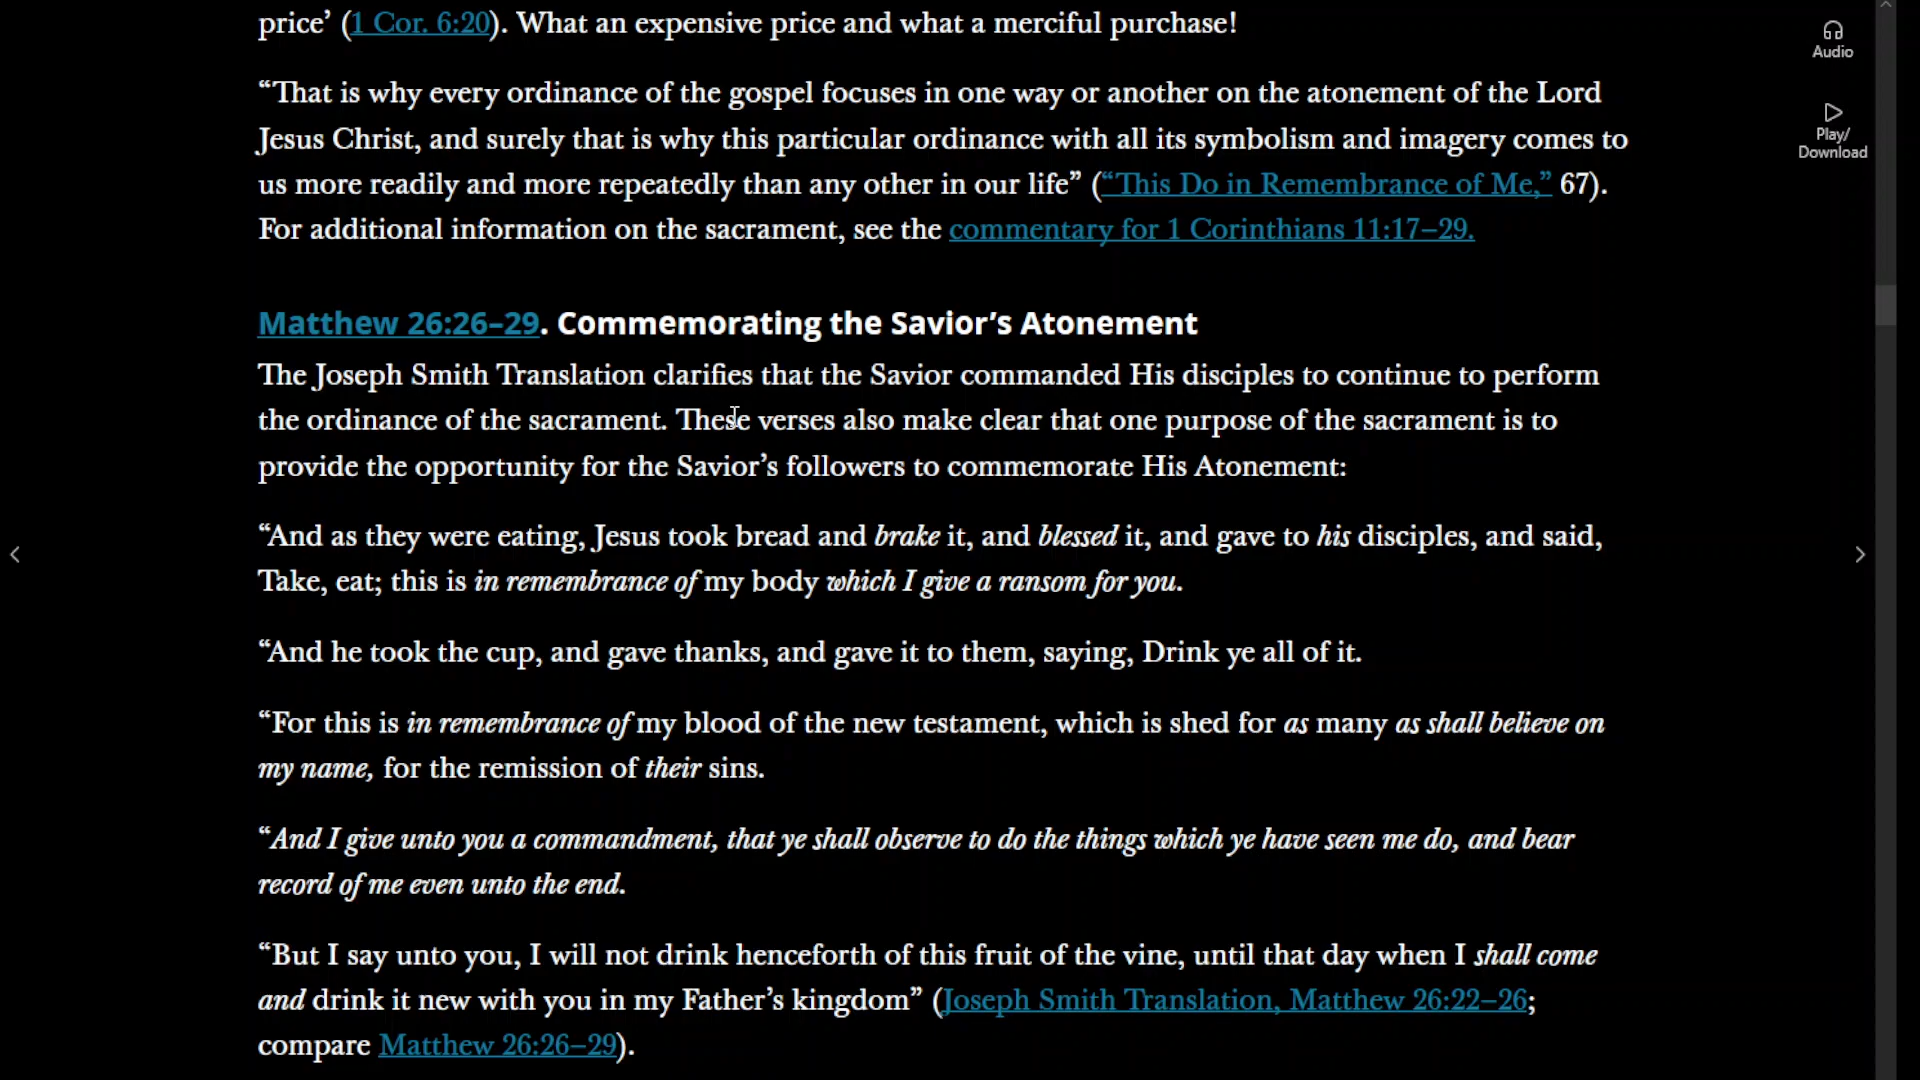 price’ (1 Cor. 6:20). What an expensive price and what a merciful purchase!
“That is why every ordinance of the gospel focuses in one way or another on the atonement of the Lord
Jesus Christ, and surely that is why this particular ordinance with all its symbolism and imagery comes to
us more readily and more repeatedly than any other in our life” (“This Do in Remembrance of Me,” 67).
For additional information on the sacrament, see the commentary for 1 Corinthians 11:17–29.
Matthew 26:26–29. Commemorating the Savior’s Atonement
The Joseph Smith Translation clarifies that the Savior commanded His disciples to continue to perform
the ordinance of the sacrament. These verses also make clear that one purpose of the sacrament is to
provide the opportunity for the Savior’s followers to commemorate His Atonement:
“And as they were eating, Jesus took bread and brake it, and blessed it, and gave to his disciples, and said,
Take, eat; this is in remembrance of my body which I give a ransom for you.
“And he took the cup, and gave thanks, and gave it to them, saying, Drink ye all of it.
“For this is in remembrance of my blood of the new testament, which is shed for as many as shall believe on
my name, for the remission of their sins.
“And I give unto you a commandment, that ye shall observe to do the things which ye have seen me do, and bear
record of me even unto the end.
“But I say unto you, I will not drink henceforth of this fruit of the vine, until that day when I shall come
and drink it new with you in my Father’s kingdom” (Joseph Smith Translation, Matthew 26:22–26;
compare Matthew 26:26–29).
Audio
Play/
Download